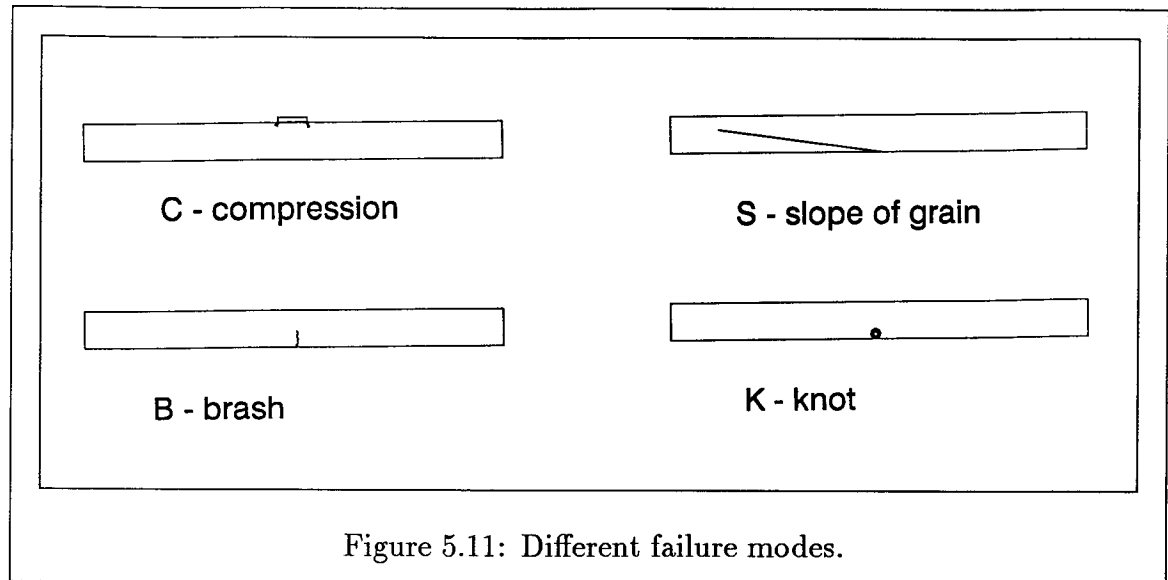 C - compression
S - slope of grain
B - brash
K - knot
Figure 5.11: Different failure modes.